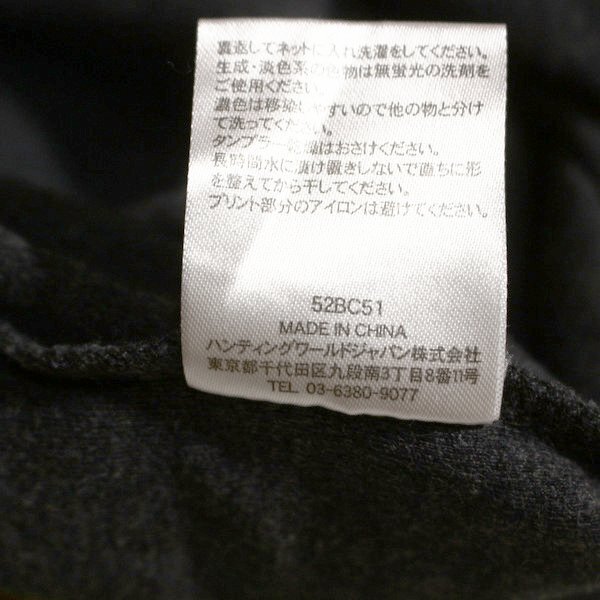 裏返してネットに入れ洗濯をしてください。
生成・淡色系の色物は無蛍光の洗剤を
ご使用ください。
濃色は移染しやすいので他の物と分け
て洗ってください。
タンブラー乾燥はおさけください。
長時間水に漬け置きしないで直ちに形
を整えてから干してください。
プリント部分のアイロンは避けてください。
52BC51
MADE IN CHINA
ハンティングワールドジャパン株式会社
東京都千代田区九段南3丁目8番11号
TEL 03-6380-9077